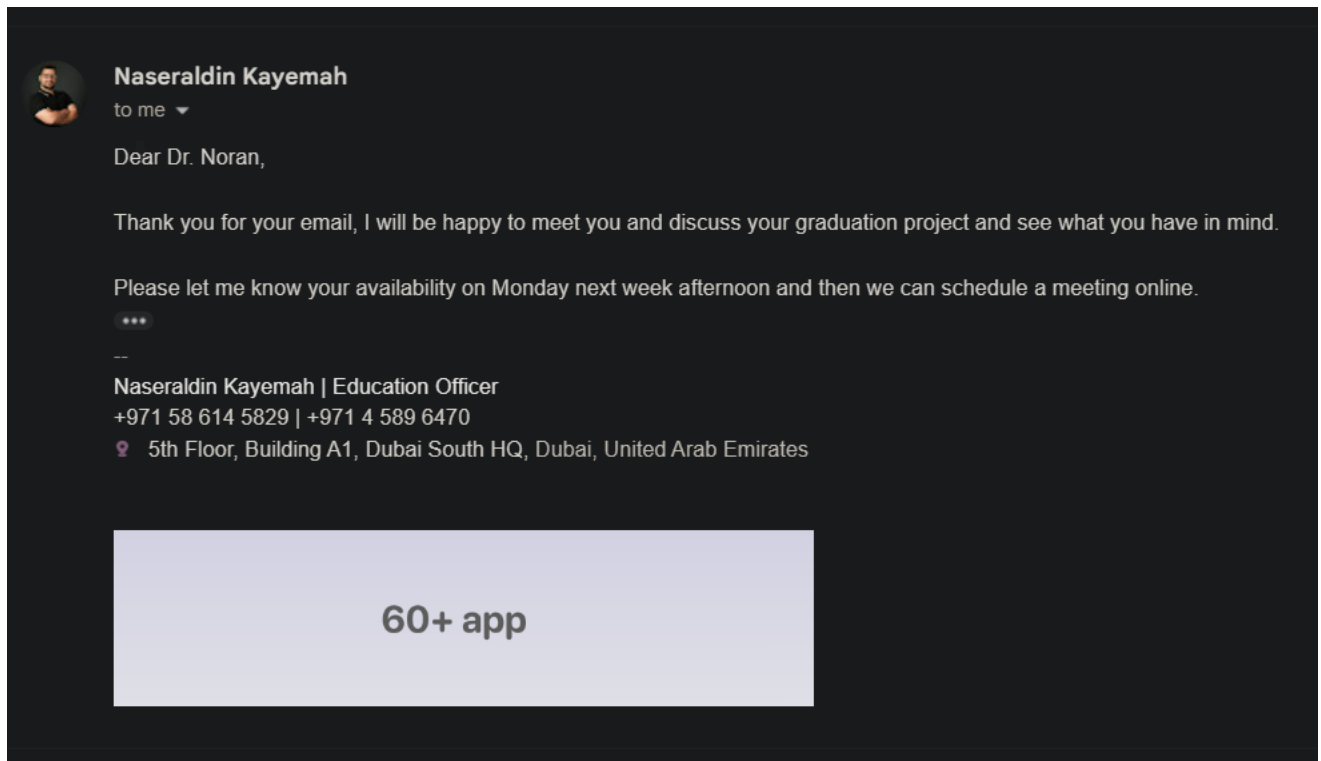 Naseraldin Kayemah
to me
Dear Dr. Noran,
Thank you for your email, I will be happy to meet you and discuss your graduation project and see what you have in mind.
Please let me know your availability on Monday next week afternoon and then we can schedule a meeting online.
--
Naseraldin Kayemah | Education Officer
+971 58 614 5829 | +971 4 589 6470
5th Floor, Building A1, Dubai South HQ, Dubai, United Arab Emirates
60+ app